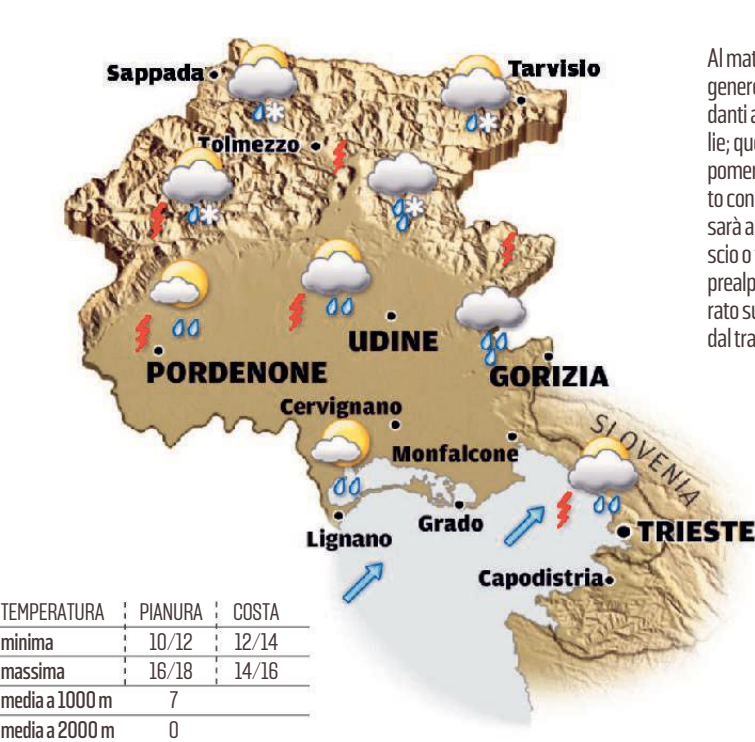 Sappada
Tarvisio
Tolmezzo
UDINE
PORDENONE
GORIZIA
Cervignano
Monfalcone
SLOVENIA
Lignano
Grado
TRIESTE
Capodistria
TEMPERATURA PIANURA COSTA
minima 10/12 12/14
massima 16/18 14/16
media a 1000 m 7
media a 2000 m 0
Al mat
genere
danti a
lie; que
pomer
to con
sarà a
scio o
prealp
rato su
dal tra